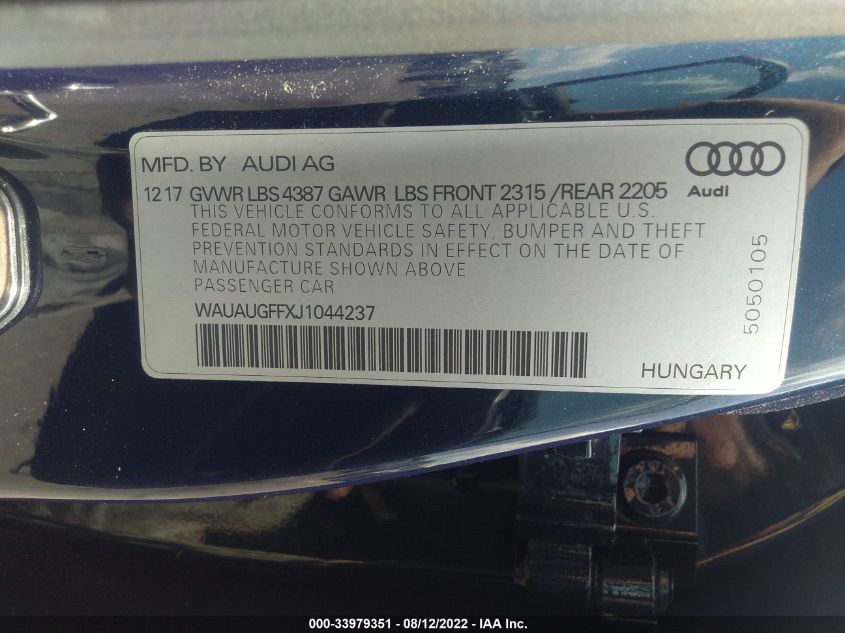 MFD. BY AUDI AG
12 17 GVWR LBS 4387 GAWR LBS FRONT 2315 /REAR 2205
THIS VEHICLE CONFORMS TO ALL APPLICABLE U.S.
FEDERAL MOTOR VEHICLE SAFETY, BUMPER AND THEFT
PREVENTION STANDARDS IN EFFECT ON THE DATE OF
MANUFACTURE SHOWN ABOVE
PASSENGER CAR
WAUAUGFFXJ1044237
Audi
5050105
HUNGARY
000-33979351 - 08/12/2022 - IAA Inc.